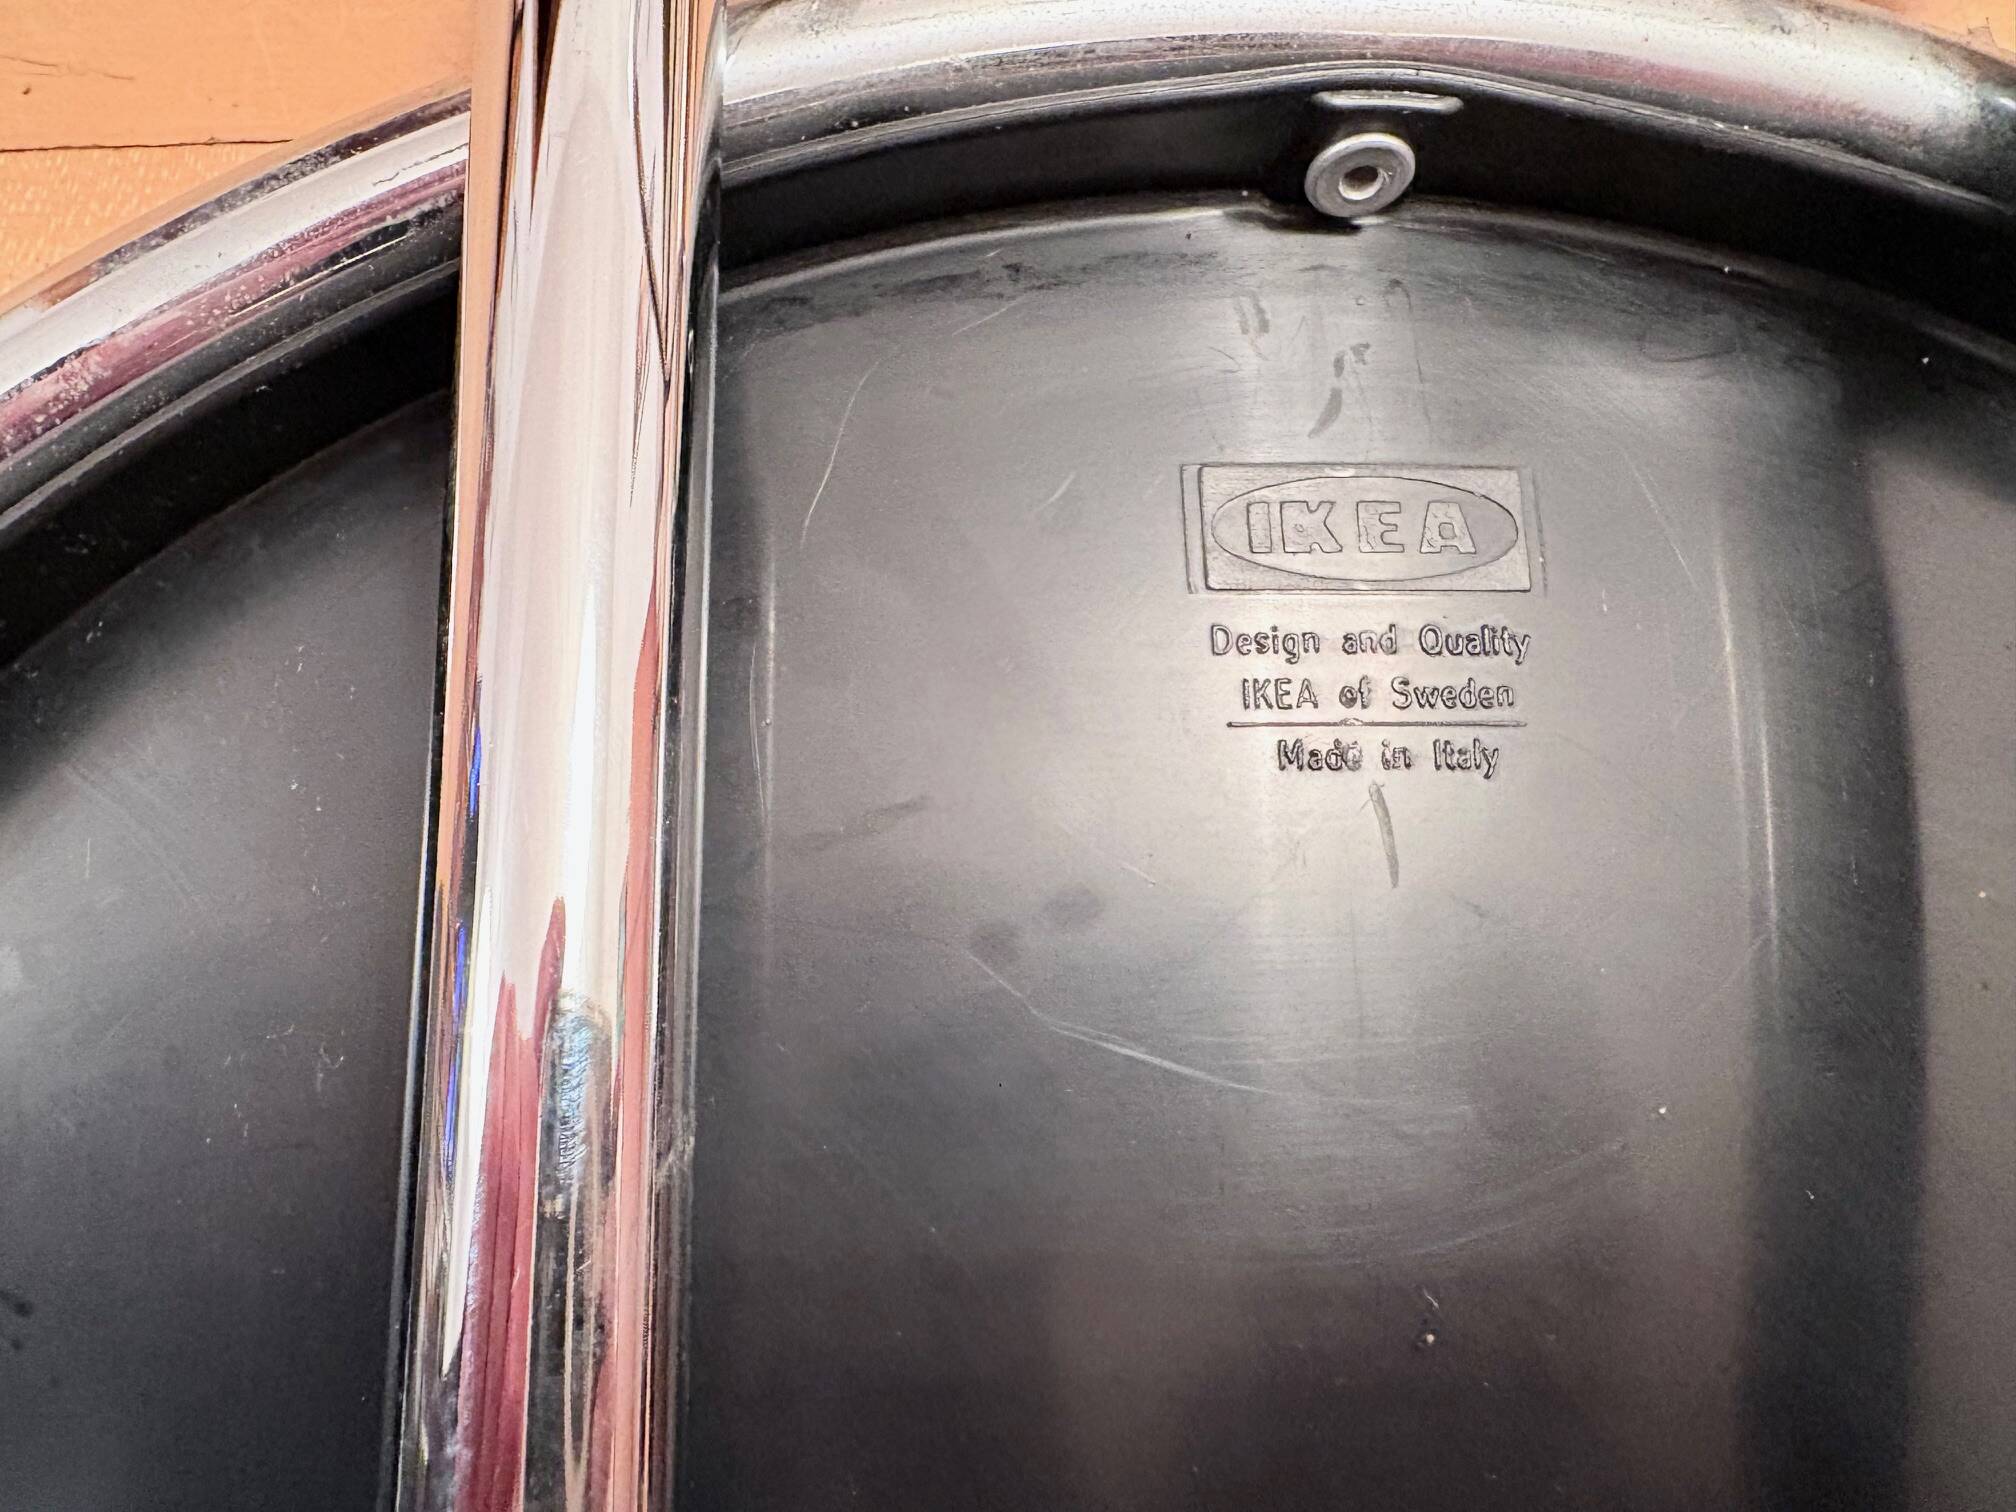 IKEA
Design and Quality
IKEA of Sweden
Made in Italy